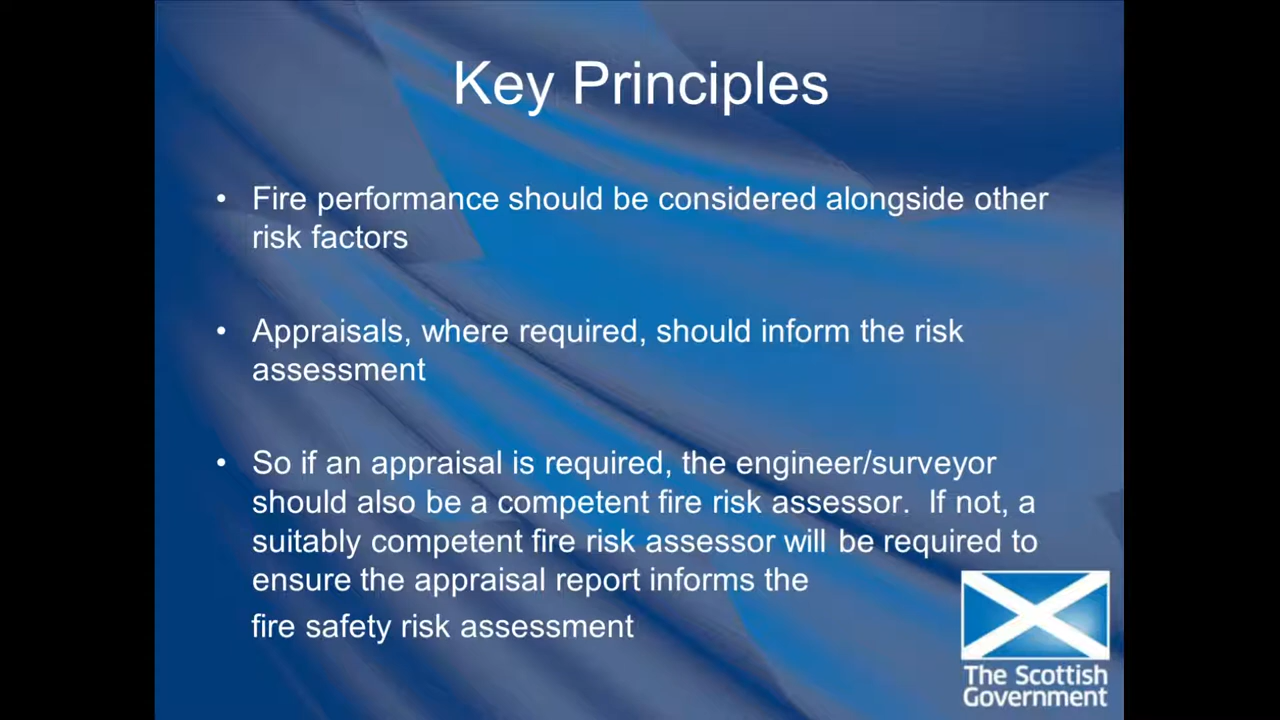 Key Principles
• Fire performance should be considered alongside other
risk factors
• Appraisals, where required, should inform the risk
assessment
• So if an appraisal is required, the engineer/surveyor
should also be a competent fire risk assessor.  If not, a
suitably competent fire risk assessor will be required to
ensure the appraisal report informs the
fire safety risk assessment
The Scottish
Government